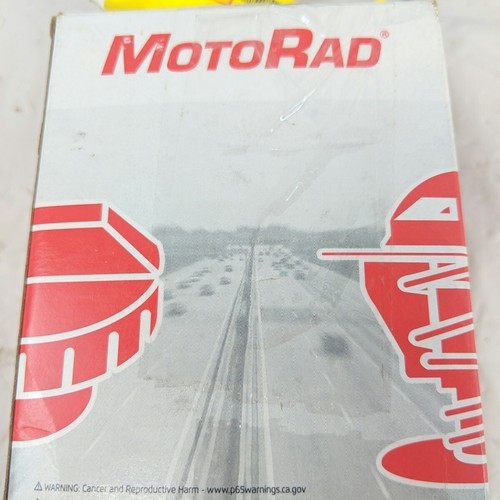 MOTORAD®
⚠WARNING: Cancer and Reproductive Harm - www.p65warnings.ca.gov